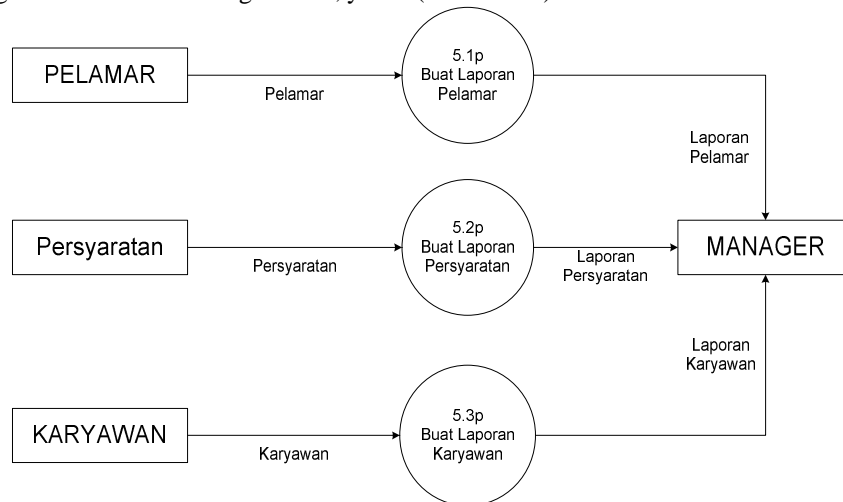 PELAMAR
Pelamar
5.1p
Buat Laporan
Pelamar
Laporan
Pelamar
Persyaratan
Persyaratan
5.2p
Buat Laporan
Persyaratan
Laporan
Persyaratan
MANAGER
Laporan
Karyawan
KARYAWAN
Karyawan
5.3p
Buat Laporan
Karyawan